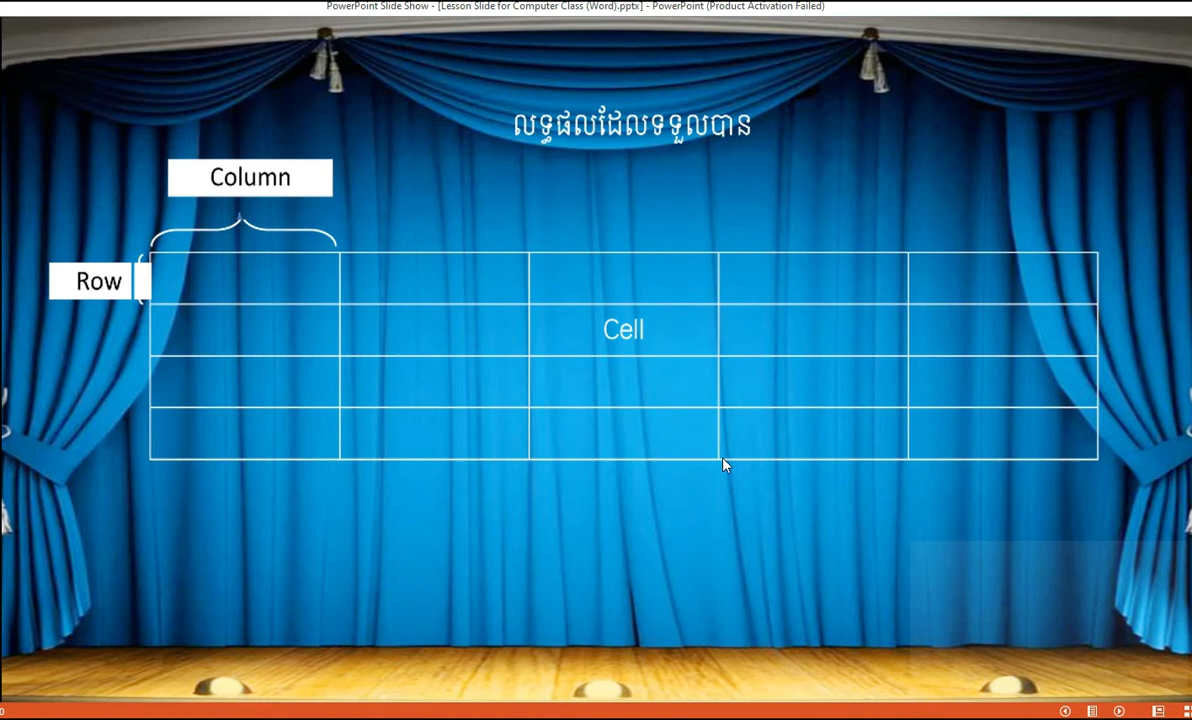 PowerPoint Slide Show - [Lesson Slide for Computer Class (Word).pptx] - PowerPoint (Product Activation Failed)
លទ្ធផលដែលទទួលបាន
Column
Row
Cell
0